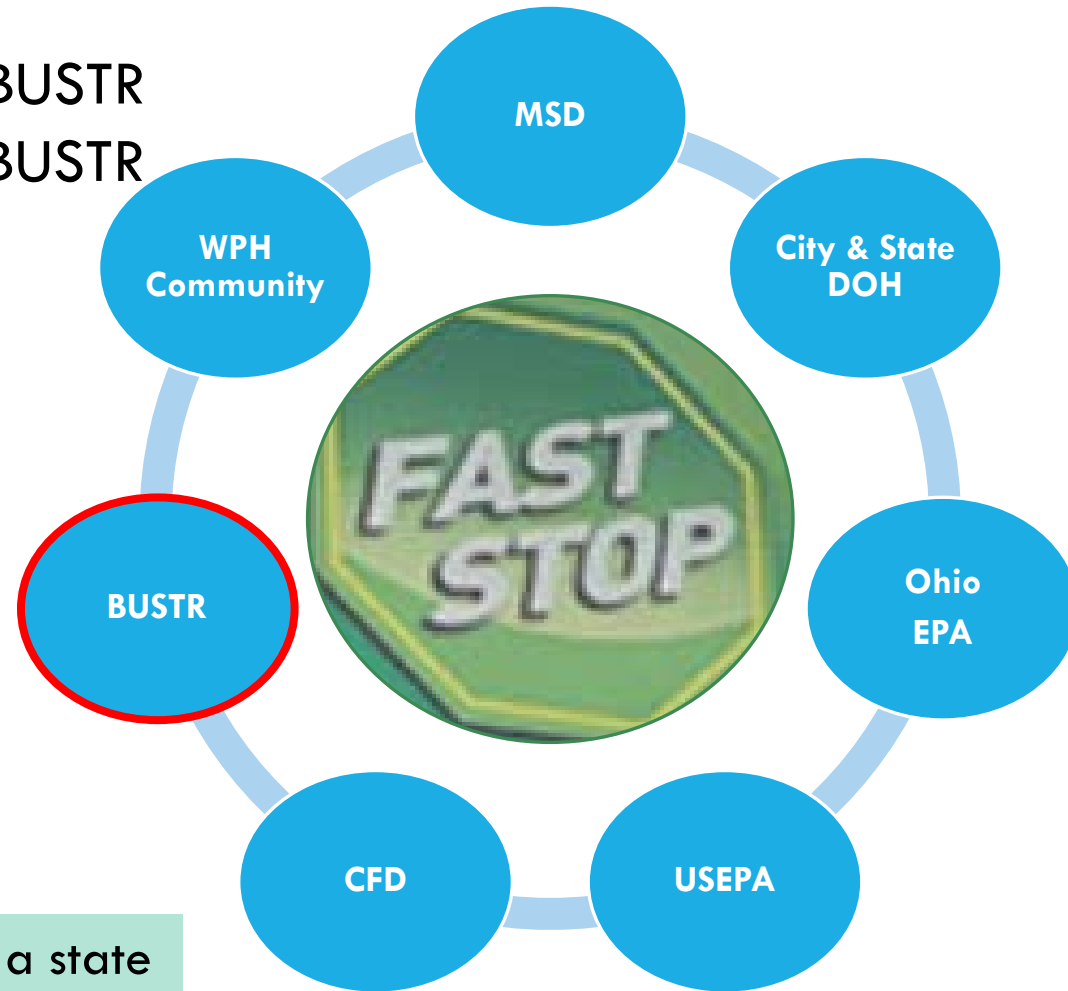 BUSTR
BUSTR
MSD
City & State
DOH
Ohio
EPA
USEPA
CFD
BUSTR
WPH
Community
FAST
STOP
a state